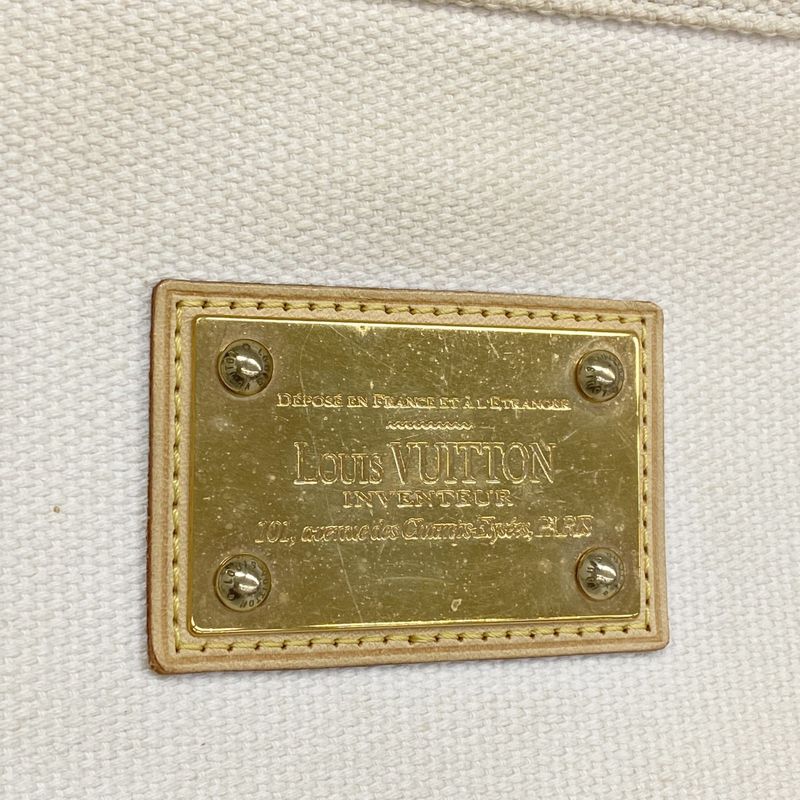 DÉPOSÉ EN FRANCE ET À L'ETRANGER
LOUIS VUITTON
INVENTEUR
101, avenue des Champs-Elysées, PARIS